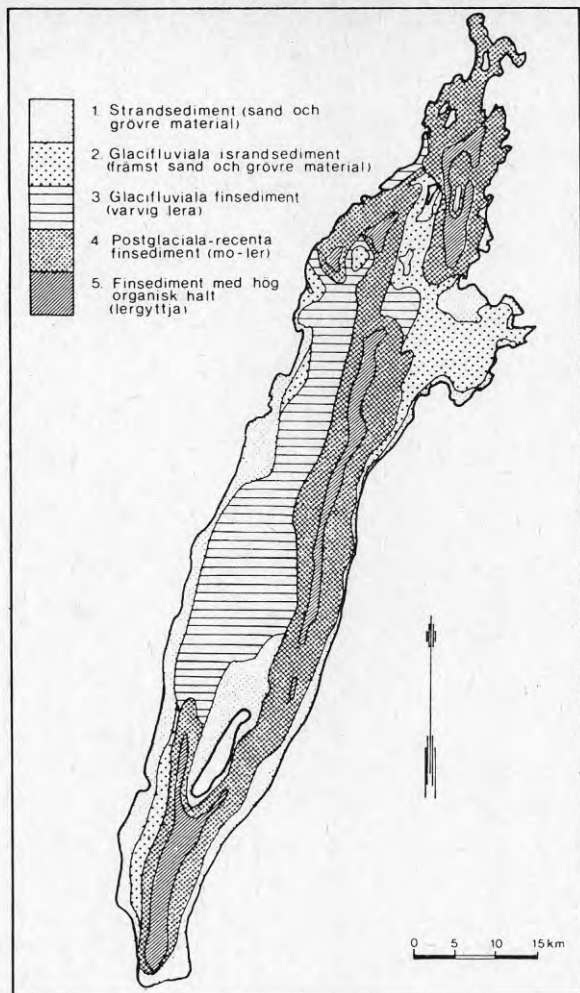 1. Strandsediment (sand och
grövre material)
2. Glacifluviala israndsediment
(främst sand och grövre material)
3 Glacifluviala finsediment
(varvig lera)
4 Postglaciala-recenta
finsediment (mo-ler)
5. Finsediment med hög
organisk halt
(lergyttja)
0 5 10 15 km